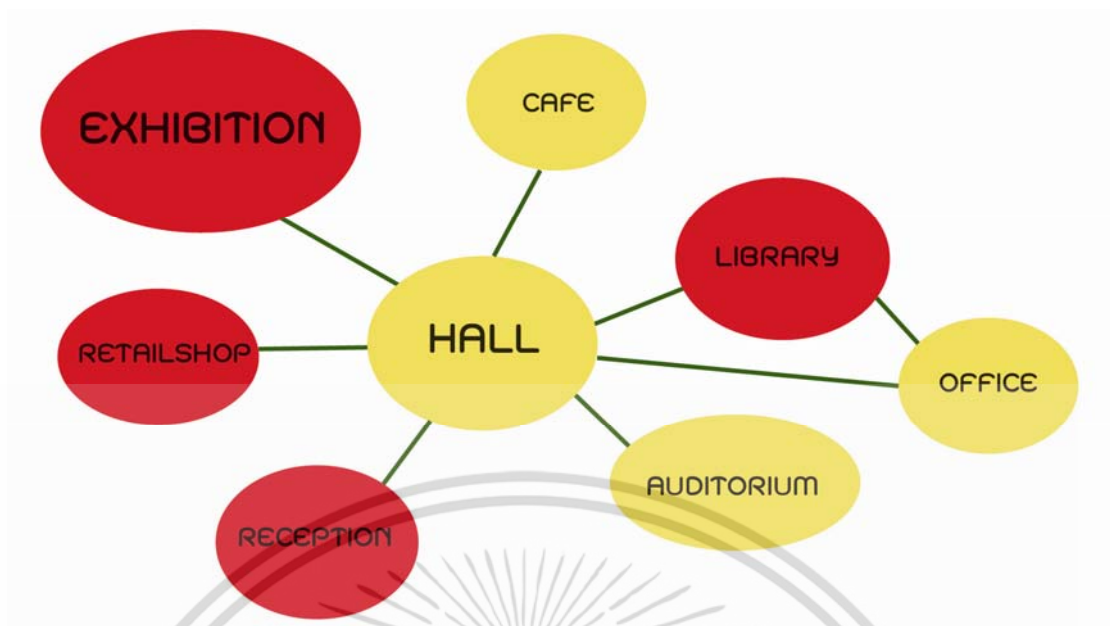 EXHIBITION
CAFE
LIBRARY
HALL
RETAILSHOP
OFFICE
AUDITORIUM
RECEPTION